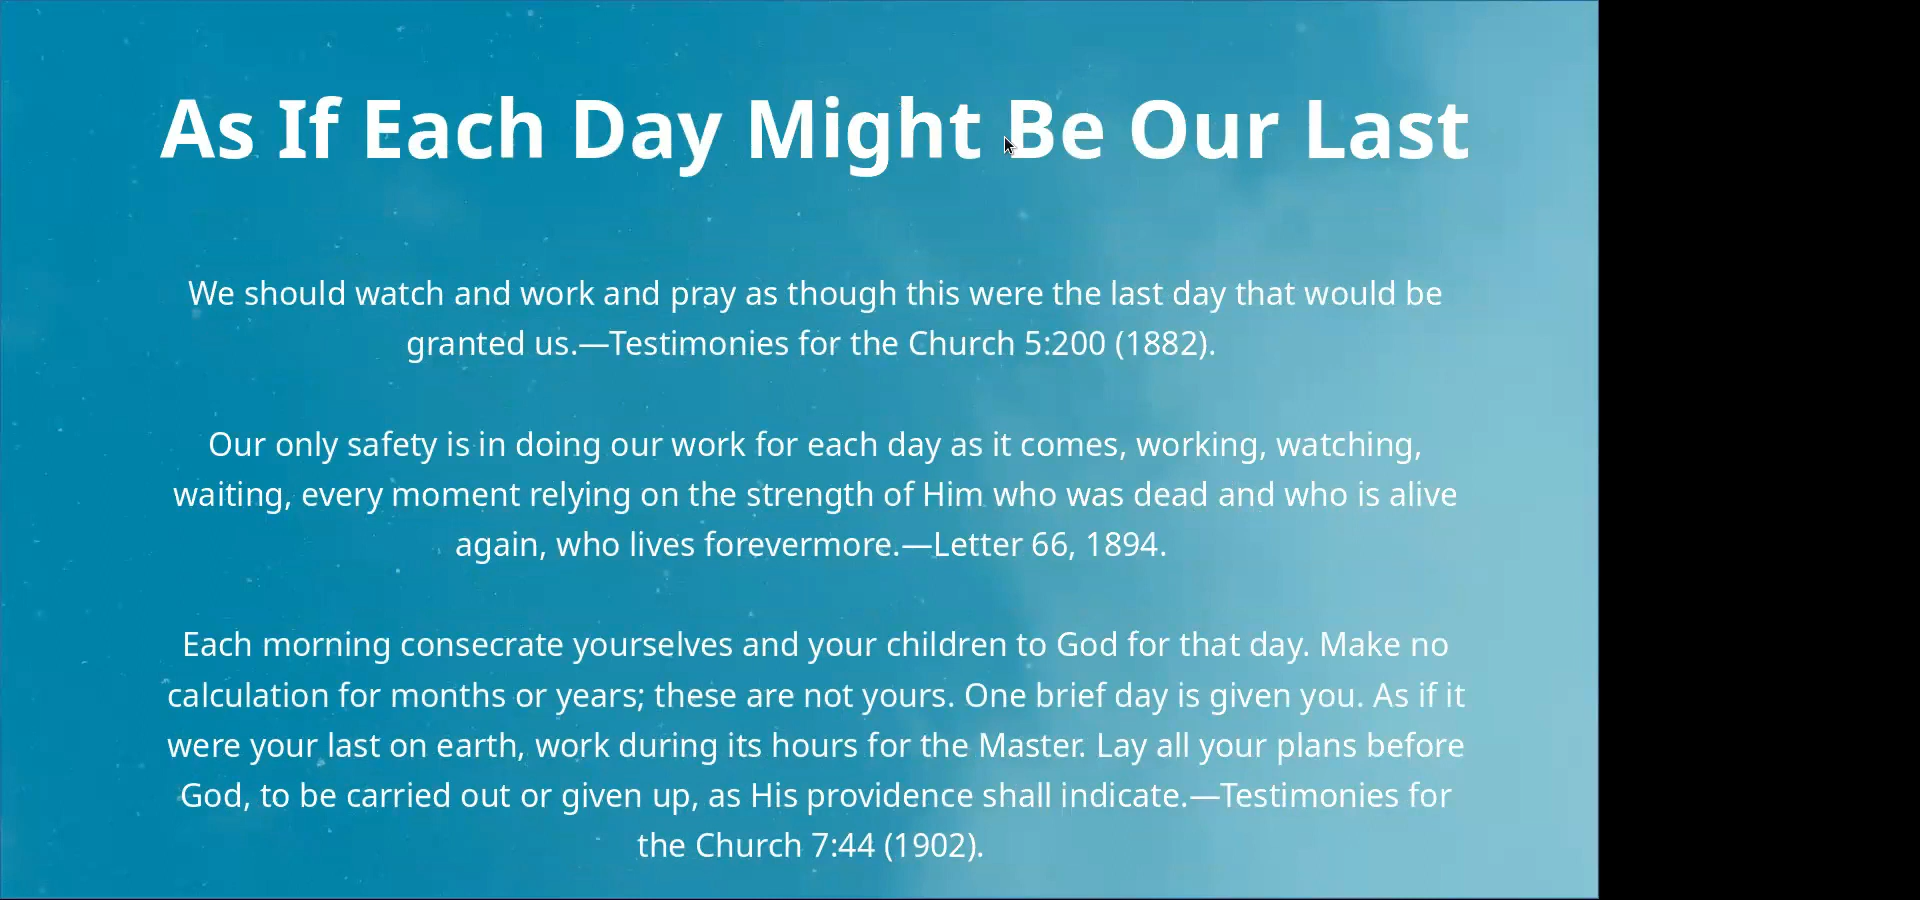 As If Each Day Might Be Our Last
We should watch and work and pray as though this were the last day that would be
granted us.—Testimonies for the Church 5:200 (1882).
Our only safety is in doing our work for each day as it comes, working, watching,
waiting, every moment relying on the strength of Him who was dead and who is alive
again, who lives forevermore.—Letter 66, 1894.
Each morning consecrate yourselves and your children to God for that day. Make no
calculation for months or years; these are not yours. One brief day is given you. As if it
were your last on earth, work during its hours for the Master. Lay all your plans before
God, to be carried out or given up, as His providence shall indicate.—Testimonies for
the Church 7:44 (1902).